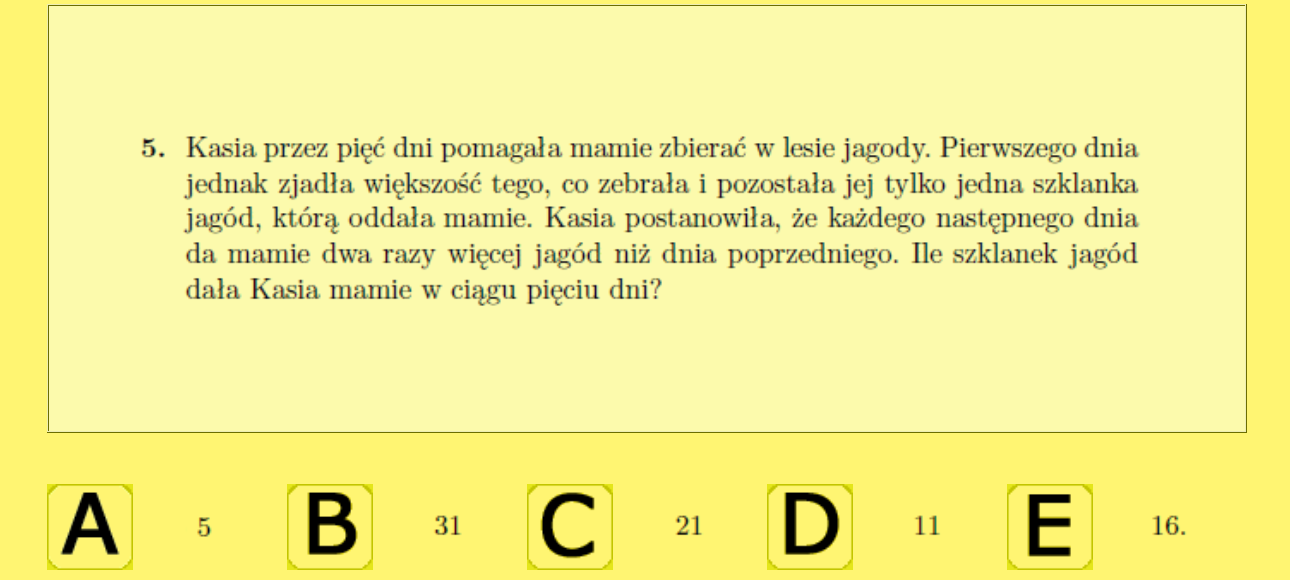 5. Kasia przez pięć dni pomagała mamie zbierać w lesie jagody. Pierwszego dnia
jednak zjadła większość tego, co zebrała i pozostała jej tylko jedna szklanka
jagód, którą oddała mamie. Kasia postanowiła, że każdego następnego dnia
da mamie dwa razy więcej jagód niż dnia poprzedniego. Ile szklanek jagód
dała Kasia mamie w ciągu pięciu dni?
A 5 B 31 C 21 D 11 E 16.